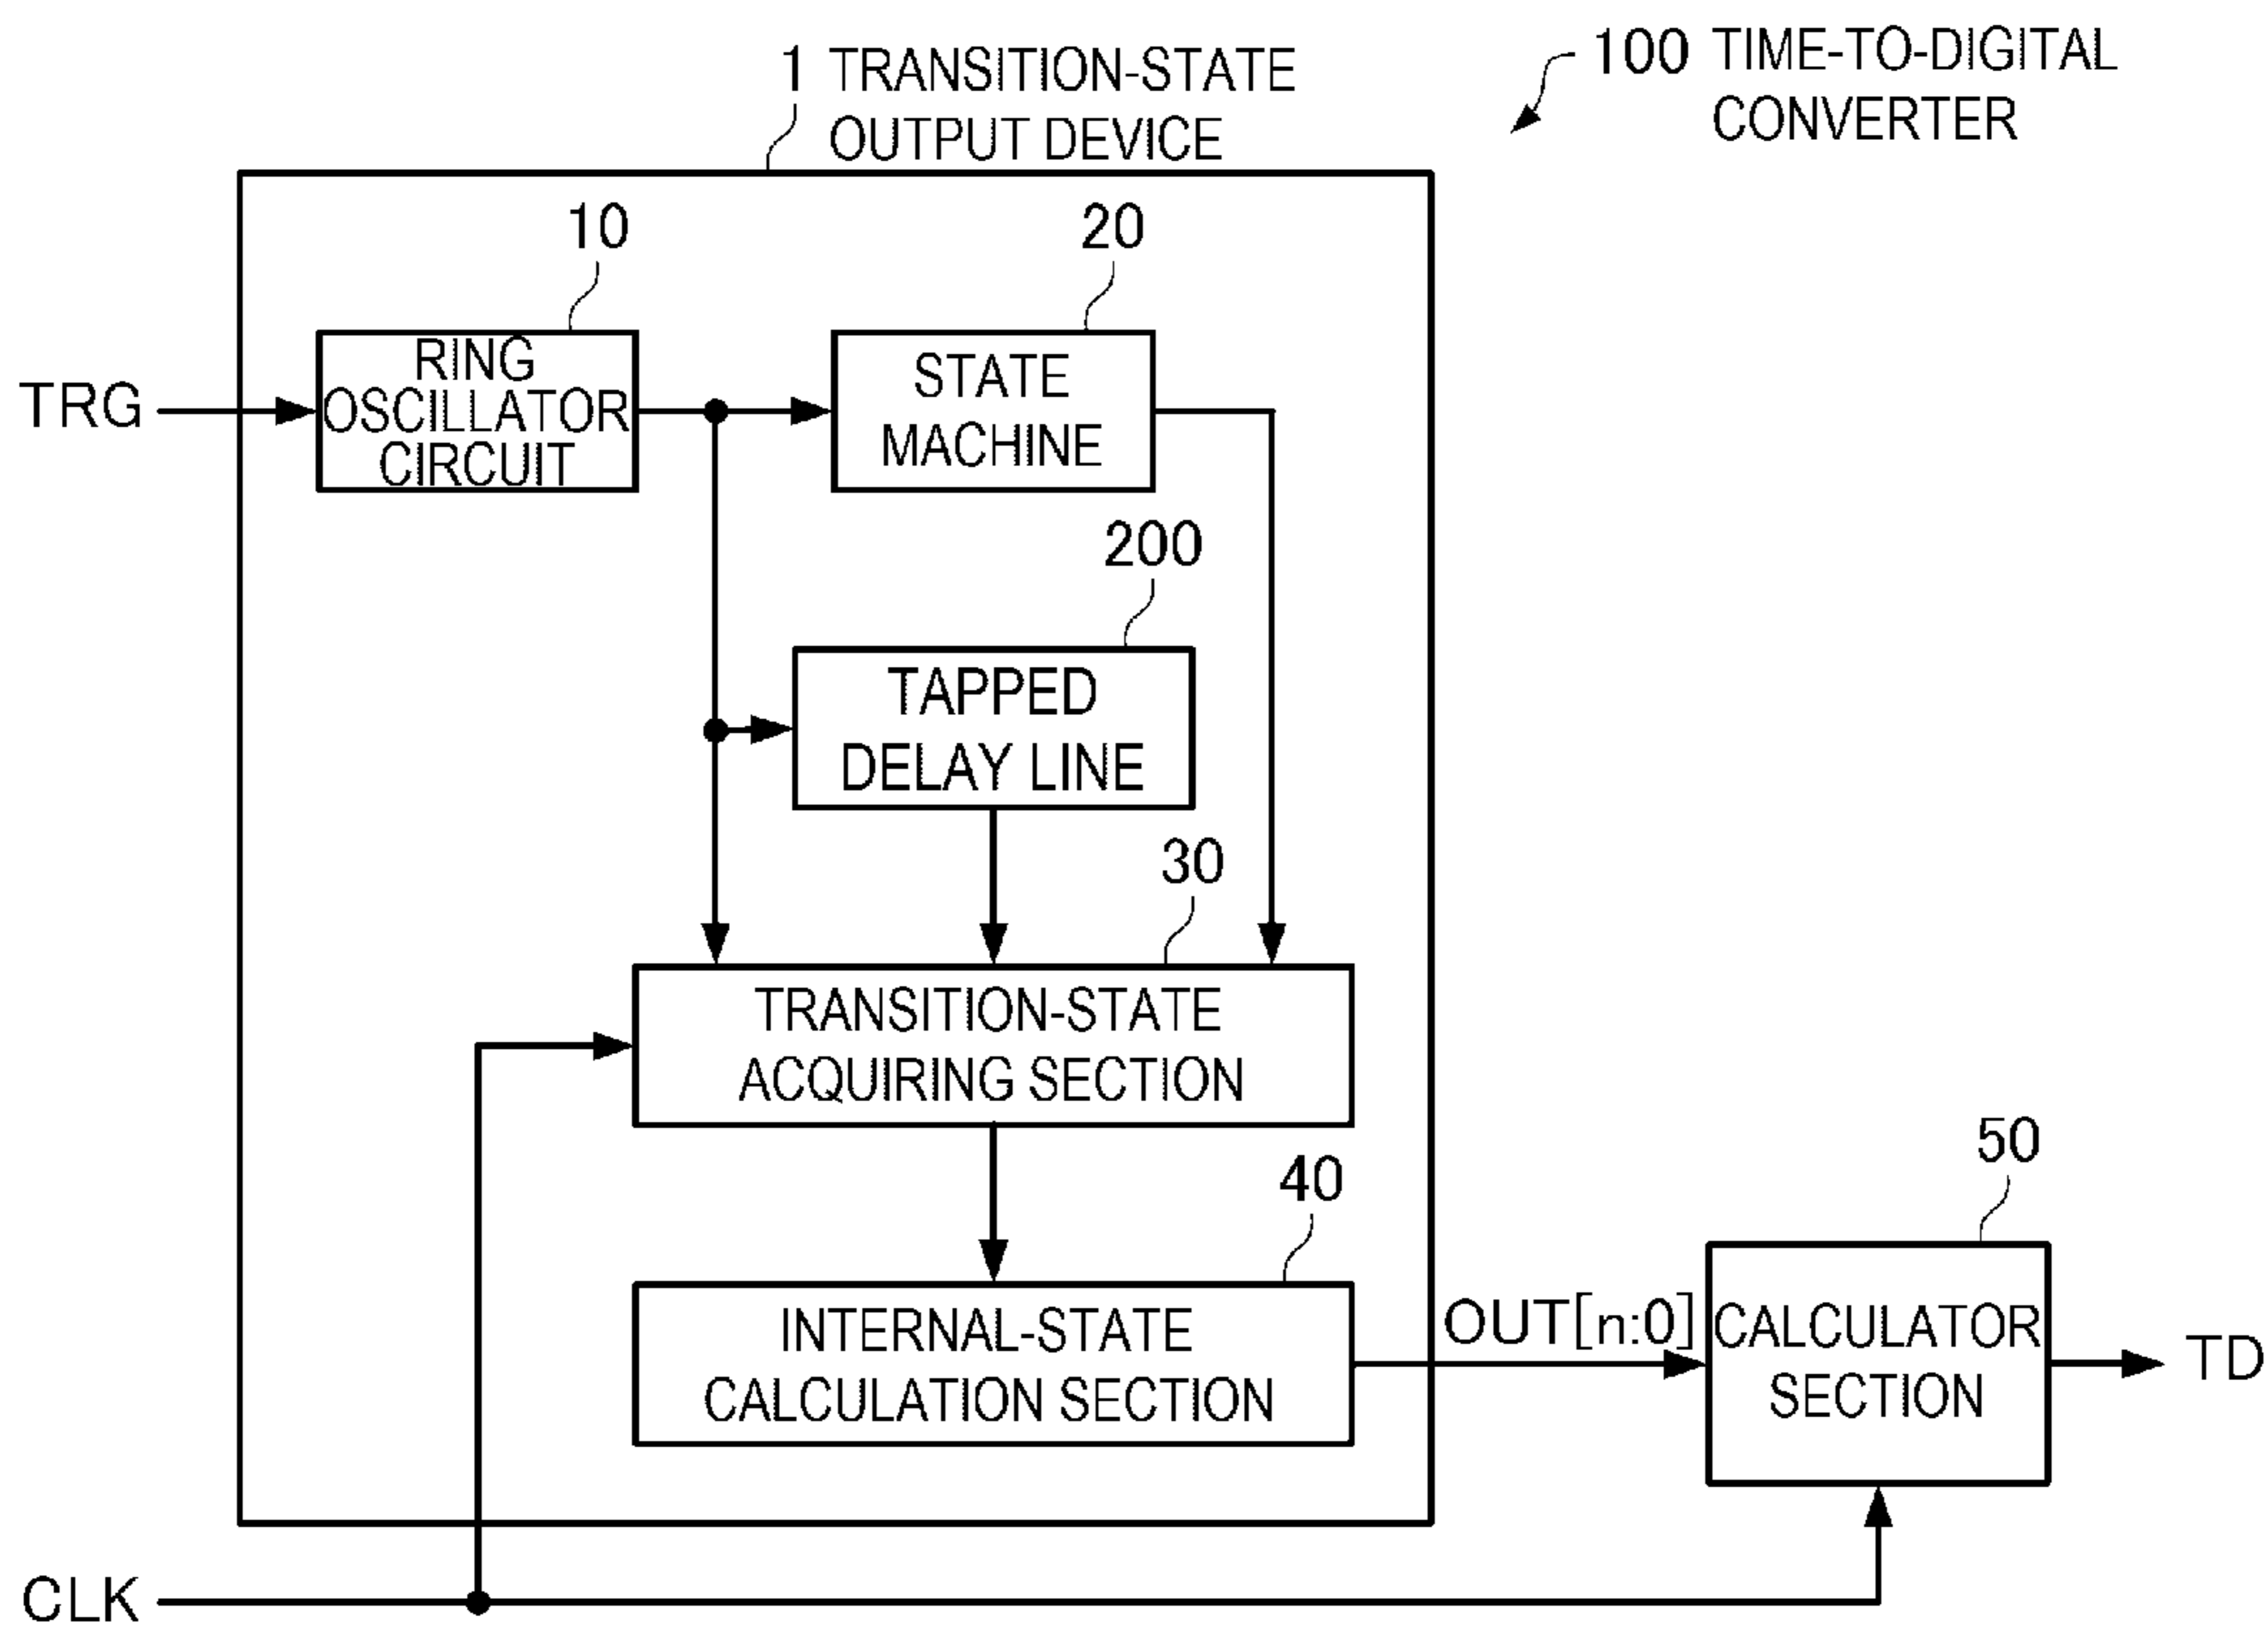 1 TRANSITION-STATE
OUTPUT DEVICE
100 TIME-TO-DIGITAL
CONVERTER
10
20
TRG
RING
OSCILLATOR
CIRCUIT
STATE
MACHINE
200
TAPPED
DELAY LINE
30
TRANSITION-STATE
ACQUIRING SECTION
40
50
INTERNAL-STATE
CALCULATION SECTION
OUT[n:0]
CALCULATOR
SECTION
TD
CLK